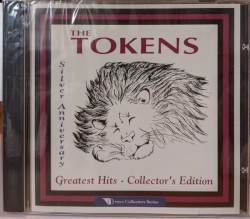 THE
TOKENS
Silver Anniversary
Greatest Hits - Collector's Edition
Collectors Series